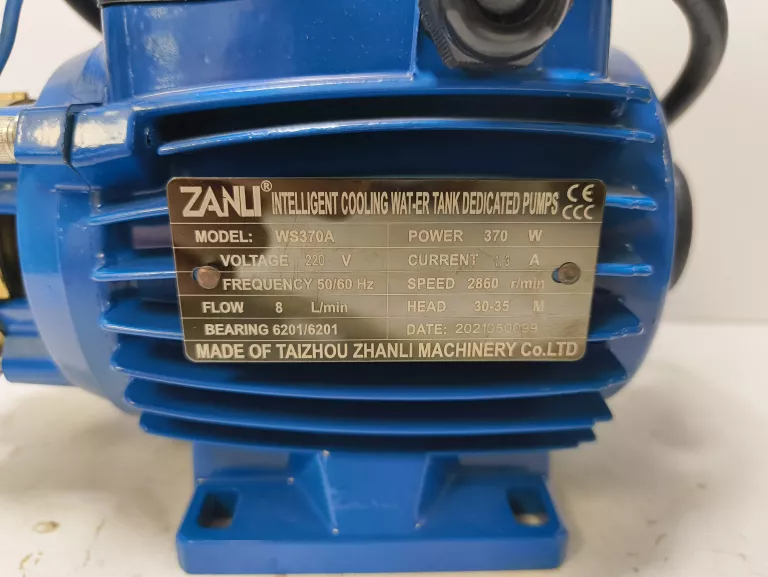 ZANLI® INTELLIGENT COOLING WAT-ER TANK DEDICATED PUMPS CE CCC
MODEL: WS370A POWER 370 W
VOLTAGE 220 V CURRENT A
FREQUENCY 50/60 Hz SPEED 2860 r/min
FLOW 8 L/min HEAD 30-35 M
BEARING 6201/6201 DATE: 2021050099
MADE OF TAIZHOU ZHANLI MACHINERY Co.LTD